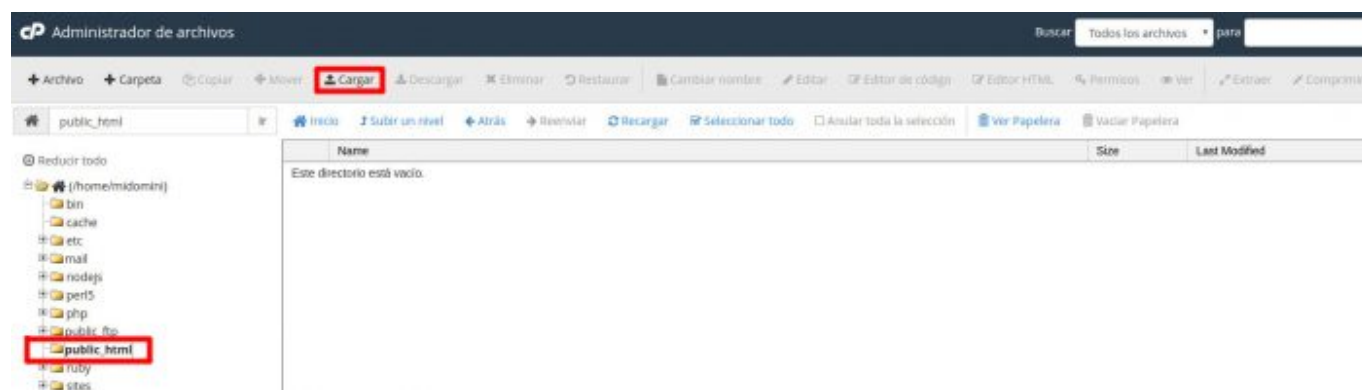 cP Administrador de archivos
Buscar Todos los archivos para
Archivo Carpeta Copiar Mover Cargar Descargar Eliminar Restaurar Cambiar nombre Editar Editor de código Editor HTML Permisos Ver Extraer Comprimir
public_html Ir Inicio Subir un nivel Atrás Reenviar Recargar Seleccionar todo Anular toda la selección Ver Papelera Vaciar Papelera
Reducir todo
Name Size Last Modified
Este directorio está vacío.
(/home/midomini)
bin
cache
etc
mail
nodejs
perl5
php
public_ftp
public_html
ruby
sites